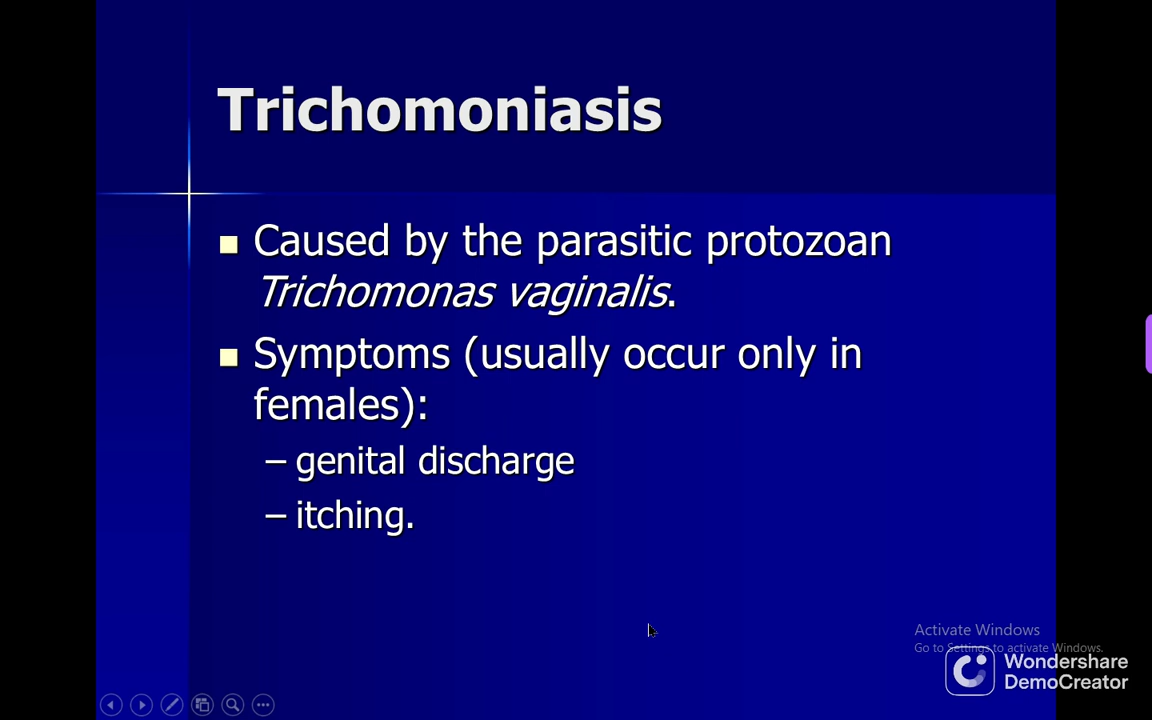 Trichomoniasis
Caused by the parasitic protozoan
Trichomonas vaginalis.
Symptoms (usually occur only in
females):
– genital discharge
– itching.
Activate Windows
Go to Settings to activate Windows.
Wondershare
DemoCreator